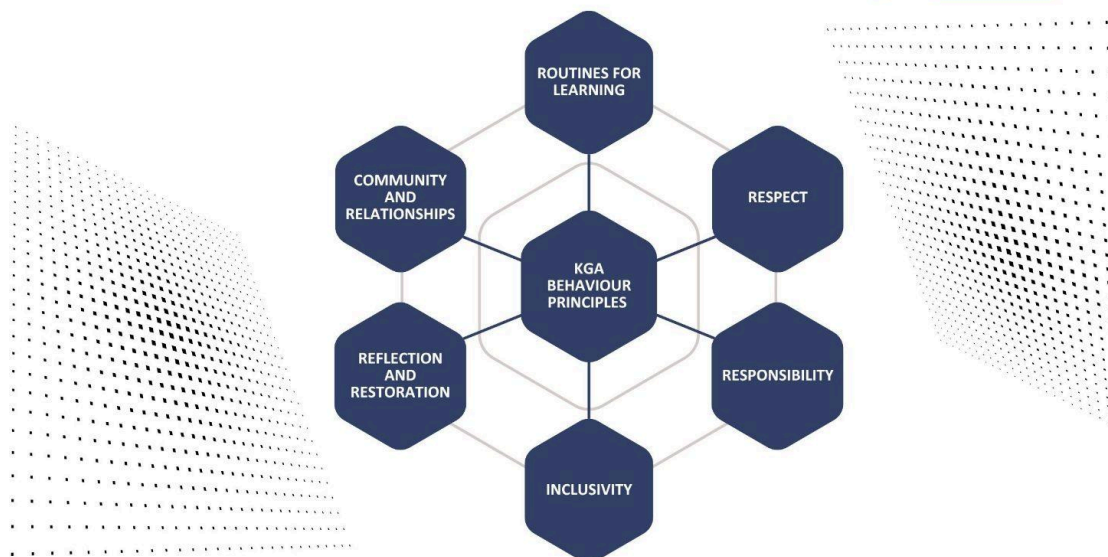 ROUTINES FOR
LEARNING
COMMUNITY
AND
RELATIONSHIPS
RESPECT
KGA
BEHAVIOUR
PRINCIPLES
REFLECTION
AND
RESTORATION
RESPONSIBILITY
INCLUSIVITY